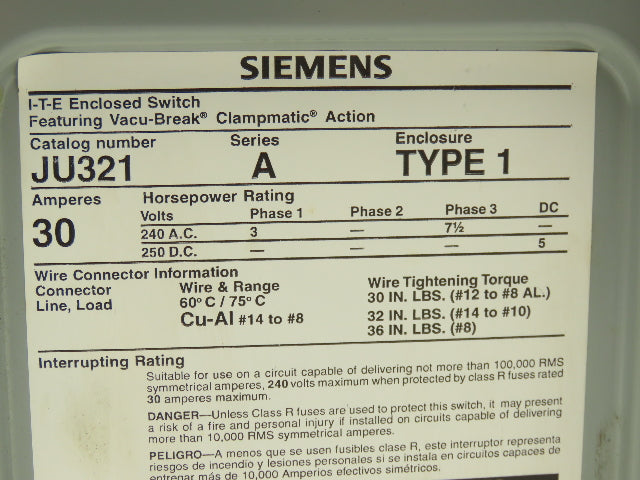 SIEMENS
I-T-E Enclosed Switch
Featuring Vacu-Break® Clampmatic® Action
Catalog number Series Enclosure
JU321 A TYPE 1
Amperes Horsepower Rating
30
Volts Phase 1 Phase 2 Phase 3 DC
240 A.C. 3 — 7½ —
250 D.C. — — 5
Wire Connector Information
Connector Wire & Range Wire Tightening Torque
Line, Load 60°C / 75°C 30 IN. LBS. (#12 to #8 AL.)
Cu-Al #14 to #8 32 IN. LBS. (#14 to #10)
36 IN. LBS. (#8)
Interrupting Rating
Suitable for use on a circuit capable of delivering not more than 100,000 RMS
symmetrical amperes, 240 volts maximum when protected by class R fuses rated
30 amperes maximum.
DANGER—Unless Class R fuses are used to protect this switch, it may present
a risk of a fire and personal injury if installed on circuits capable of delivering
more than 10,000 RMS symmetrical amperes.
PELIGRO—A menos que se usen fusibles clase R, este interruptor representa
riesgos de incendio y lesiones personales si se instala en circuitos capaces de
entregar más de 10,000 Amperios efectivos simétricos.